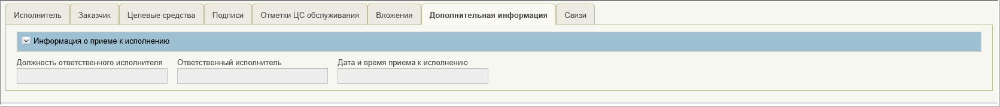 Исполнитель Заказчик Целевые средства Подписи Отметки ЦС обслуживания Вложения Дополнительная информация Связи
Информация о приеме к исполнению
Должность ответственного исполнителя Ответственный исполнитель Дата и время приема к исполнению